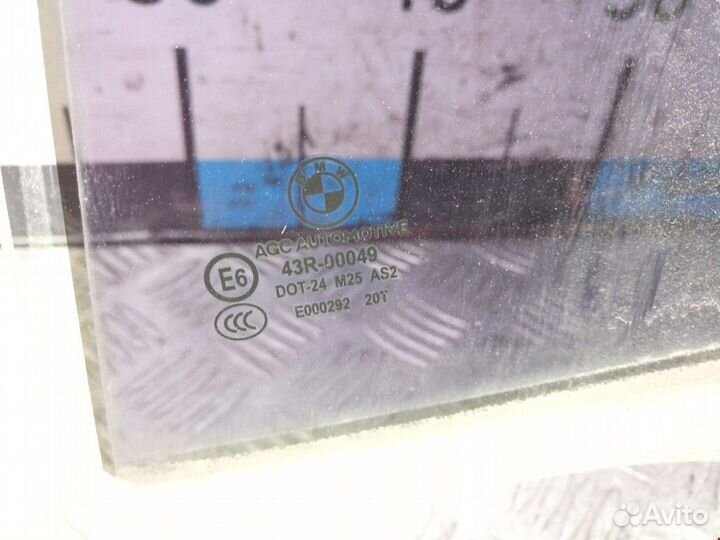 BMW
AGC AUTOMOTIVE
E6
43R-00049
DOT-24 M25 AS2
CCC
E000292 20T
Avito